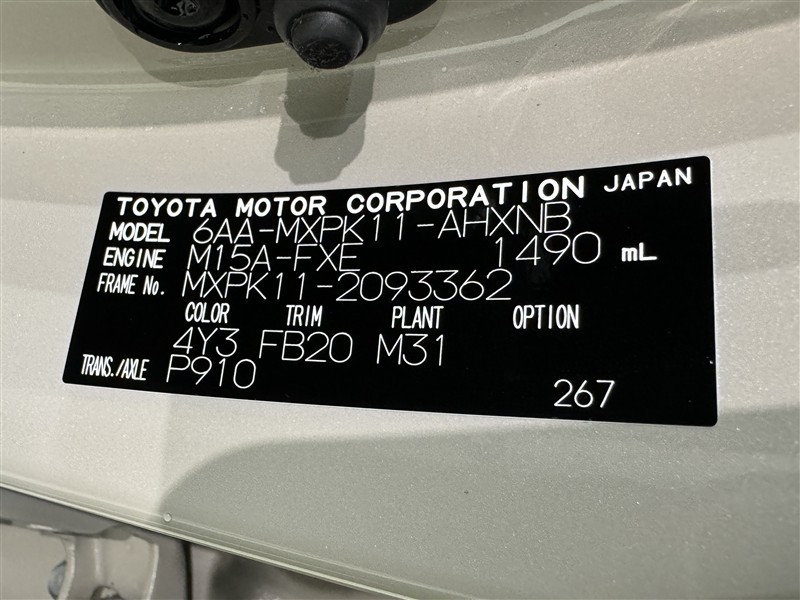 TOYOTA MOTOR CORPORATION JAPAN
MODEL 6AA-MXPK11-AHXNB
ENGINE M15A-FXE 1490 mL
FRAME No. MXPK11-2093362
COLOR TRIM PLANT OPTION
4Y3 FB20 M31
TRANS./AXLE P910
267